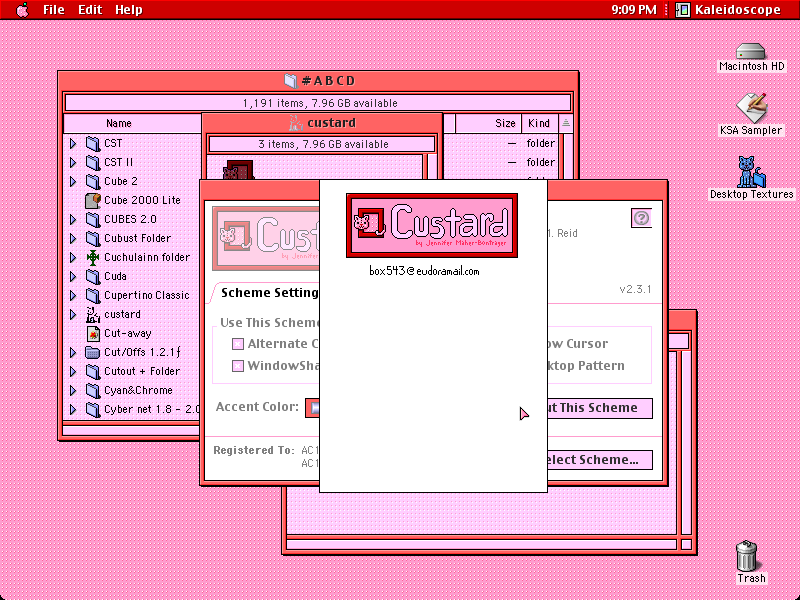 File Edit Help 9:09 PM Kaleidoscope
Macintosh HD
KSA Sampler
Desktop Textures
Trash
#ABCD
1,191 items, 7.96 GB available
Name Size Kind
CST — folder
CST II — folder
Cube 2
Cube 2000 Lite
CUBES 2.0
Cubust Folder
Cuchulainn folder
Cuda
Cupertino Classic
custard
Cut-away
Cut/Offs 1.2.1ƒ
Cutout + Folder
Cyan&Chrome
Cyber net 1.8 - 2.0
custard
3 items, 7.96 GB available
Cust
by Jenni
. Reid
v2.3.1
Scheme Setting
Use This Scheme
Alternate C
WindowSha
ow Cursor
ktop Pattern
Accent Color:
ut This Scheme
Registered To: AC1
AC1
elect Scheme...
Custard
by Jennifer Maher-Bontrager
box543@eudoramail.com